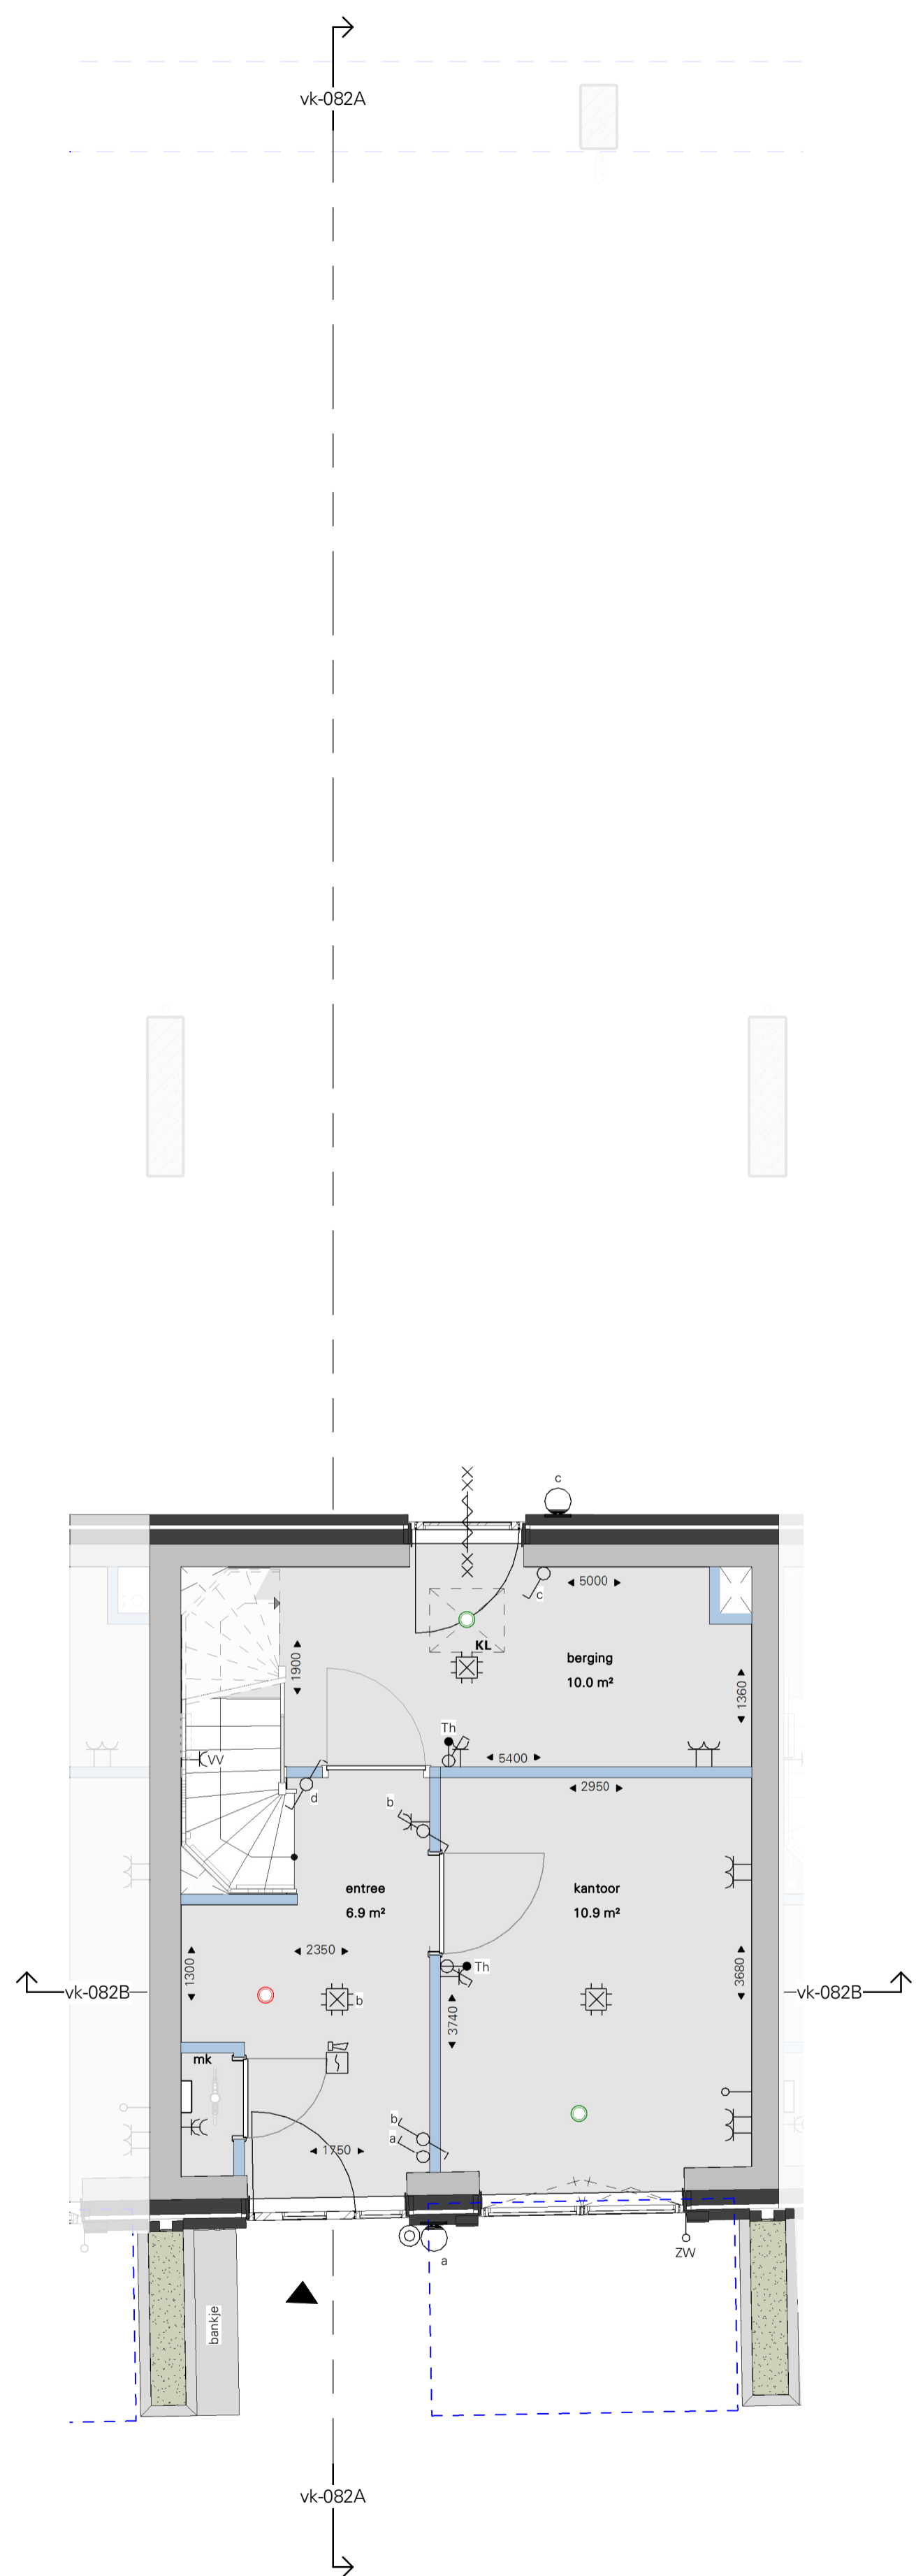 vk-082A
c
c
5000
KL
berging
10.0 m²
1900
1360
Th
VV
5400
2950
d
b
entree
6.9 m²
kantoor
10.9 m²
2350
1300
Th
3680
vk-082B
vk-082B
b
3740
mk
b
a
1750
a
ZW
bankje
vk-082A